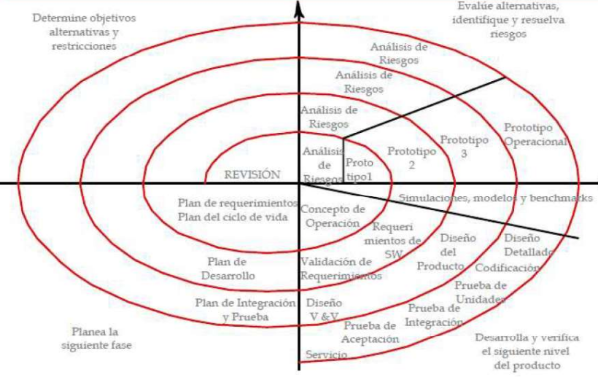 Determine objetivos
alternativas y
restricciones
Evalúe alternativas,
identifique y resuelva
riesgos
Análisis de
Riesgos
Análisis de
Riesgos
Análisis de
Riesgos
Análisis
de
Riesgos
Proto
tipo1
Prototipo
2
Prototipo
3
Prototipo
Operacional
REVISIÓN
Simulaciones, modelos y benchmarks
Plan de requerimientos
Plan del ciclo de vida
Concepto de
Operación
Requeri
mientos de
SW
Diseño
del
Producto
Diseño
Detallado
Codificación
Plan de
Desarrollo
Validación de
Requerimientos
Prueba de
Unidades
Plan de Integración
y Prueba
Diseño
V &V
Prueba de
Integración
Prueba de
Aceptación
Servicio
Planea la
siguiente fase
Desarrolla y verifica
el siguiente nivel
del producto